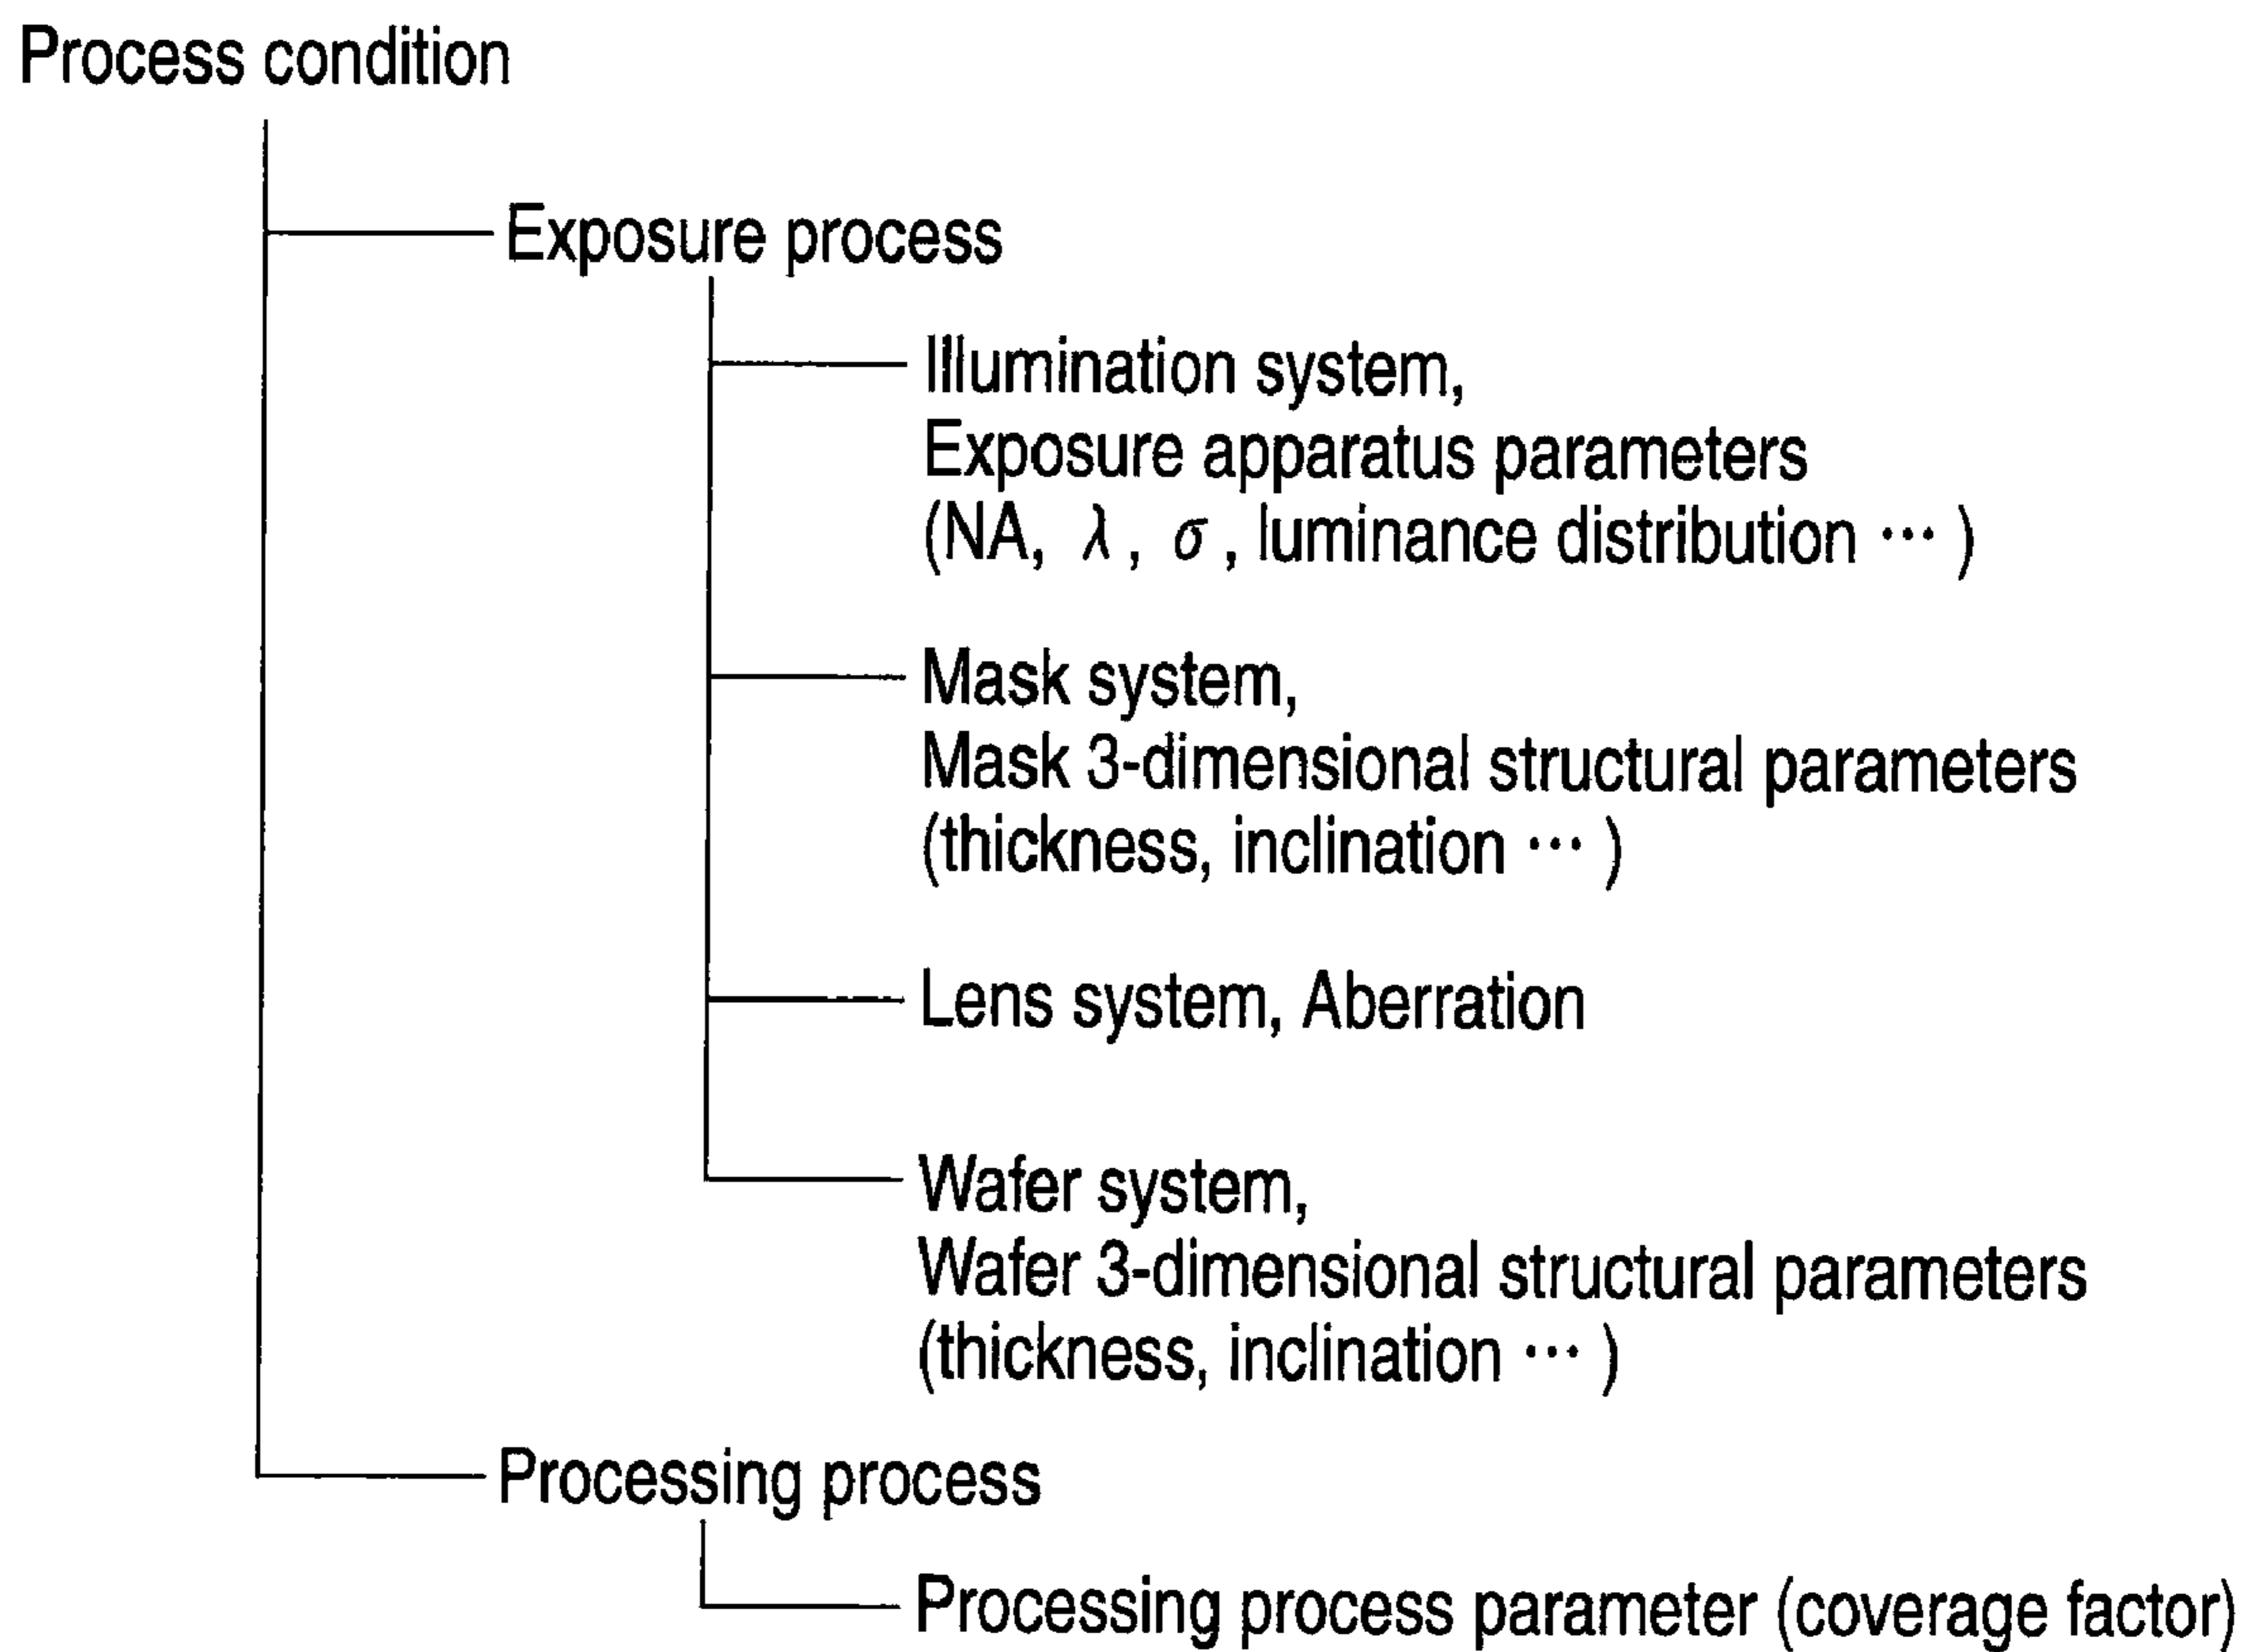 Process condition
Exposure process
Illumination system,
Exposure apparatus parameters
(NA, λ, σ, luminance distribution ⋯ )
Mask system,
Mask 3-dimensional structural parameters
(thickness, inclination ⋯ )
Lens system, Aberration
Wafer system,
Wafer 3-dimensional structural parameters
(thickness, inclination ⋯ )
Processing process
Processing process parameter (coverage factor)